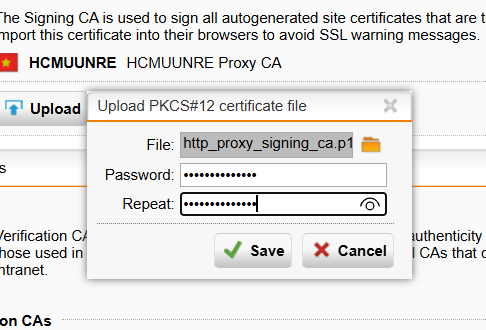 The Signing CA is used to sign all autogenerated site certificates that are t
import this certificate into their browsers to avoid SSL warning messages.
HCMUUNRE HCMUUNRE Proxy CA
Upload
Upload PKCS#12 certificate file
File: http_proxy_signing_ca.p1
s
Password: ••••••••••••••
Repeat: ••••••••••••••
Verification CA
authenticity
those used in
l CAs that c
ntranet.
Save
Cancel
on CAs